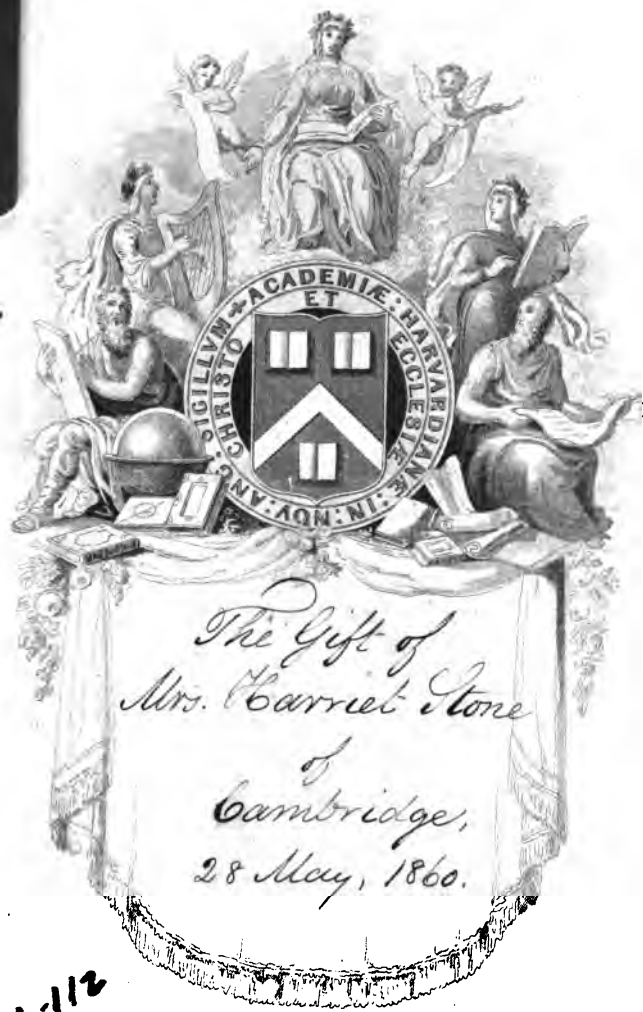 SIGILLVM ✢ ACADEMIÆ : HARVARDIANÆ : IN : NOV : ANG :
CHRISTO ET ECCLESIÆ
The Gift of
Mrs. Harriet Stone
of
Cambridge,
28 May, 1860.